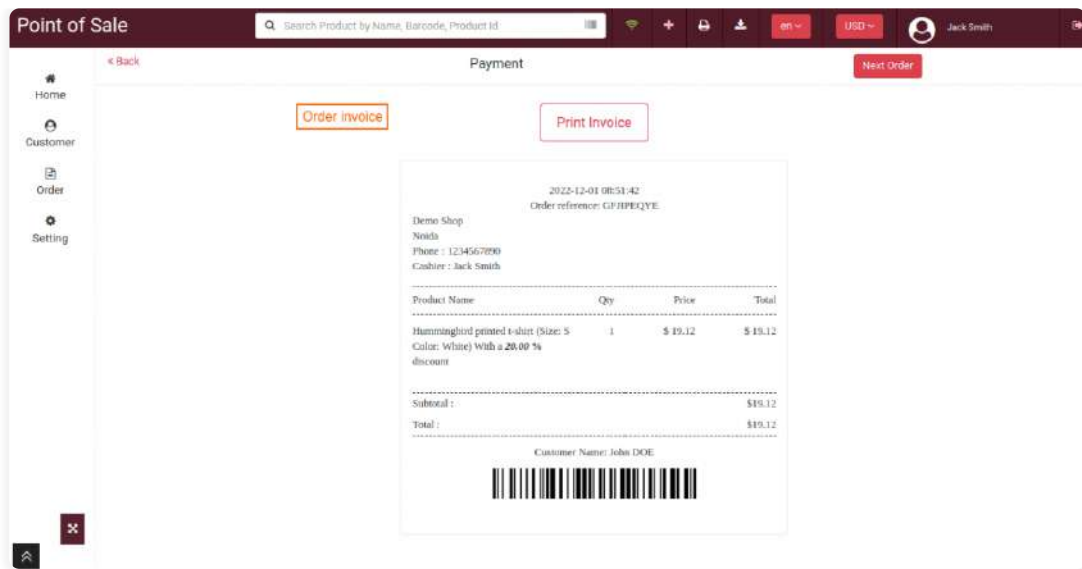 Point of Sale
Search Product by Name, Barcode, Product Id
en
USD
Jack Smith
Home
Customer
Order
Setting
« Back
Payment
Next Order
Order invoice
Print Invoice
2022-12-01 08:51:42
Order reference: GFJIPEQYE
Demo Shop
Noida
Phone : 1234567890
Cashier : Jack Smith
Product Name Qty Price Total
Hummingbird printed t-shirt (Size: S 1 $ 19.12 $ 19.12
Color: White) With a 20.00 %
discount
Subtotal : $19.12
Total : $19.12
Customer Name: John DOE